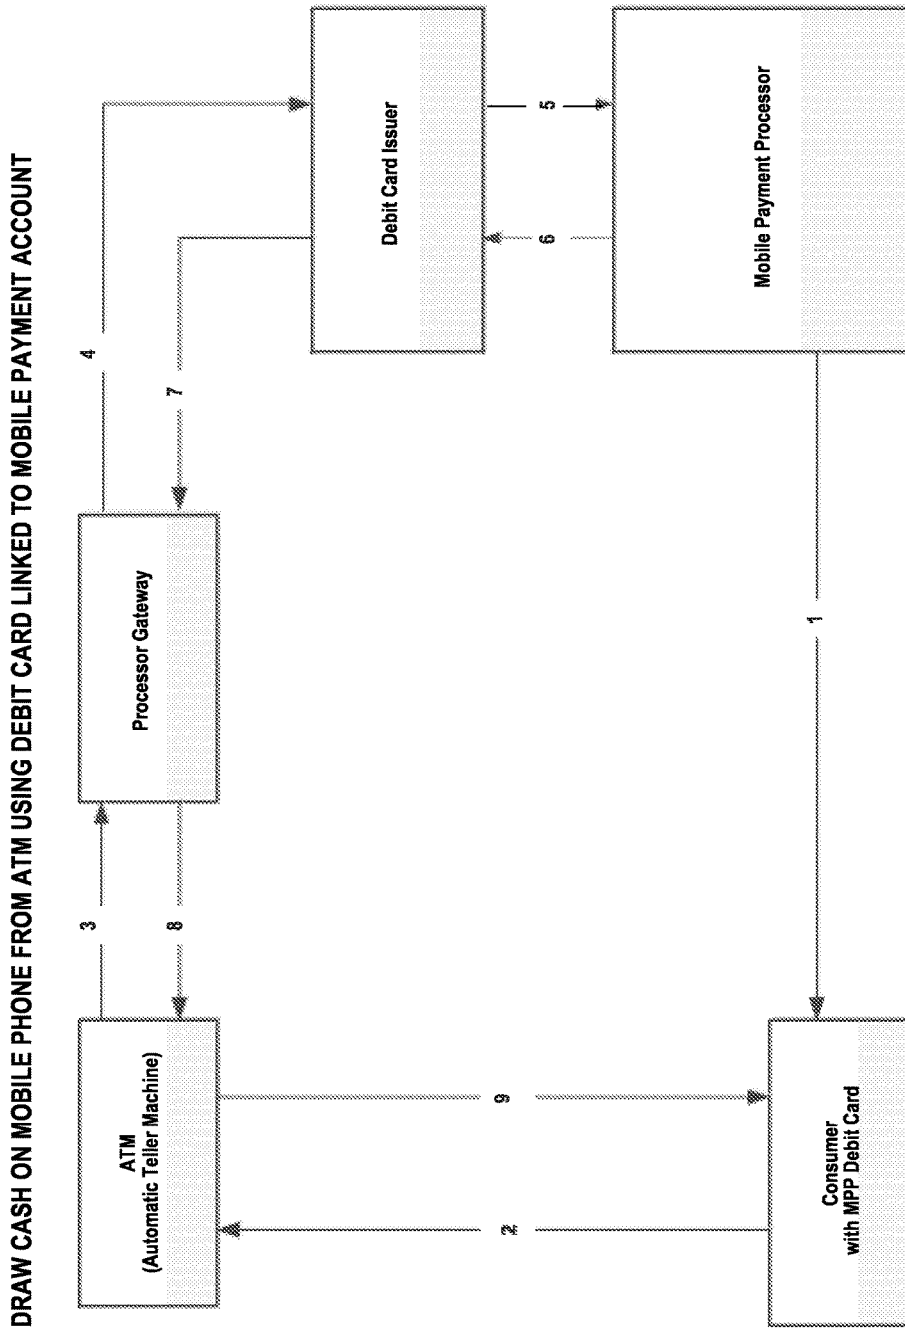 DRAW CASH ON MOBILE PHONE FROM ATM USING DEBIT CARD LINKED TO MOBILE PAYMENT ACCOUNT
ATM
(Automatic Teller Machine)
3
8
Processor Gateway
4
7
Debit Card Issuer
2
9
5
6
Consumer
with MPP Debit Card
1
Mobile Payment Processor